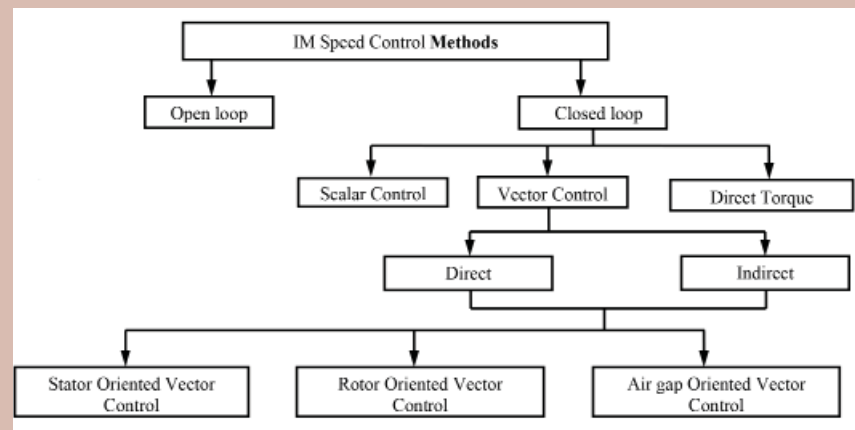 IM Speed Control Methods
Open loop
Closed loop
Scalar Control
Vector Control
Direct Torque
Direct
Indirect
Stator Oriented Vector
Control
Rotor Oriented Vector
Control
Air gap Oriented Vector
Control